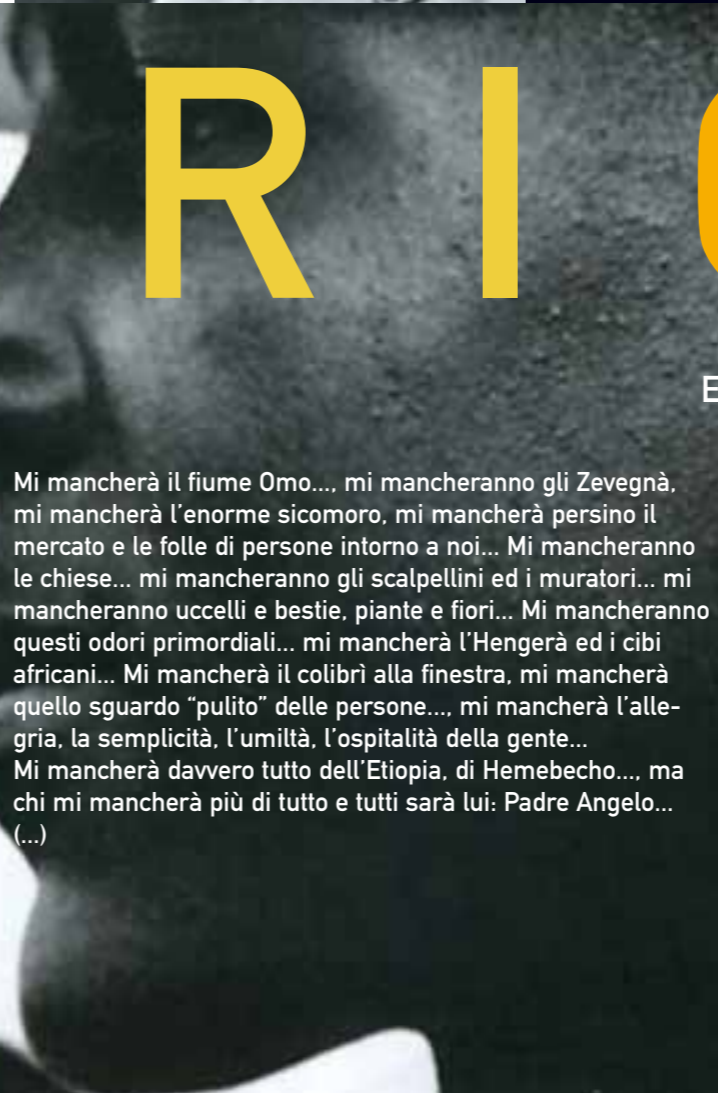 R I
E
Mi mancherà il fiume Omo..., mi mancheranno gli Zevegnà,
mi mancherà l'enorme sicomoro, mi mancherà persino il
mercato e le folle di persone intorno a noi... Mi mancheranno
le chiese... mi mancheranno gli scalpellini ed i muratori... mi
mancheranno uccelli e bestie, piante e fiori... Mi mancheranno
questi odori primordiali... mi mancherà l'Hengerà ed i cibi
africani... Mi mancherà il colibrì alla finestra, mi mancherà
quello sguardo “pulito” delle persone..., mi mancherà l'alle-
gria, la semplicità, l'umiltà, l'ospitalità della gente...
Mi mancherà davvero tutto dell'Etiopia, di Hemebecho..., ma
chi mi mancherà più di tutto e tutti sarà lui: Padre Angelo...
(...)